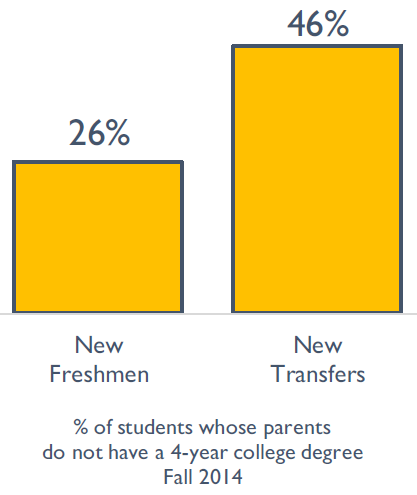 46%
26%
New
Freshmen
New
Transfers
% of students whose parents
do not have a 4-year college degree
Fall 2014